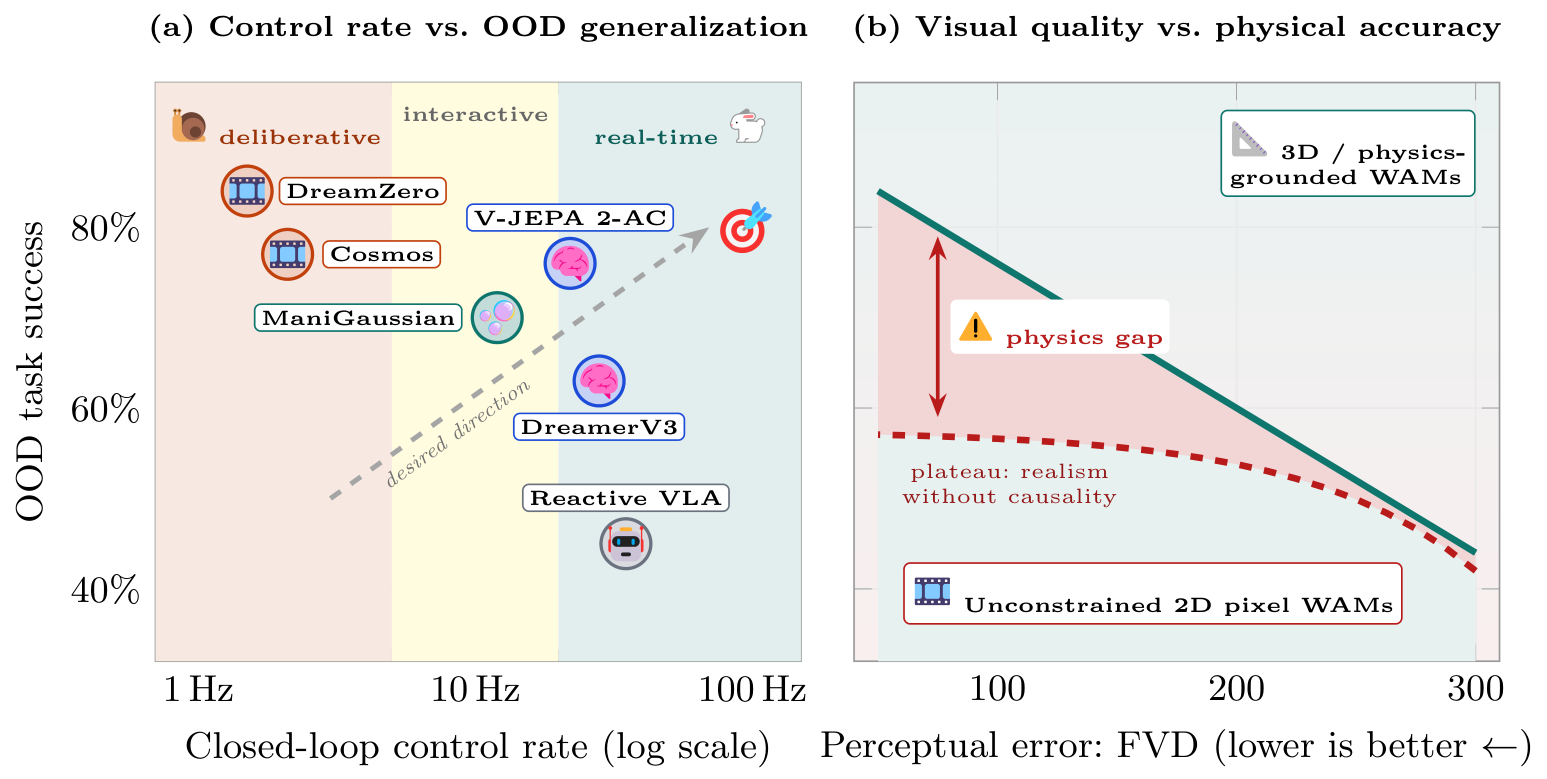 (a) Control rate vs. OOD generalization
interactive
deliberative
real-time
DreamZero
V-JEPA 2-AC
Cosmos
ManiGaussian
desired direction
DreamerV3
Reactive VLA
OOD task success
80%
60%
40%
1 Hz
10 Hz
100 Hz
Closed-loop control rate (log scale)
(b) Visual quality vs. physical accuracy
3D / physics-
grounded WAMs
physics gap
plateau: realism
without causality
Unconstrained 2D pixel WAMs
100
200
300
Perceptual error: FVD (lower is better ←)